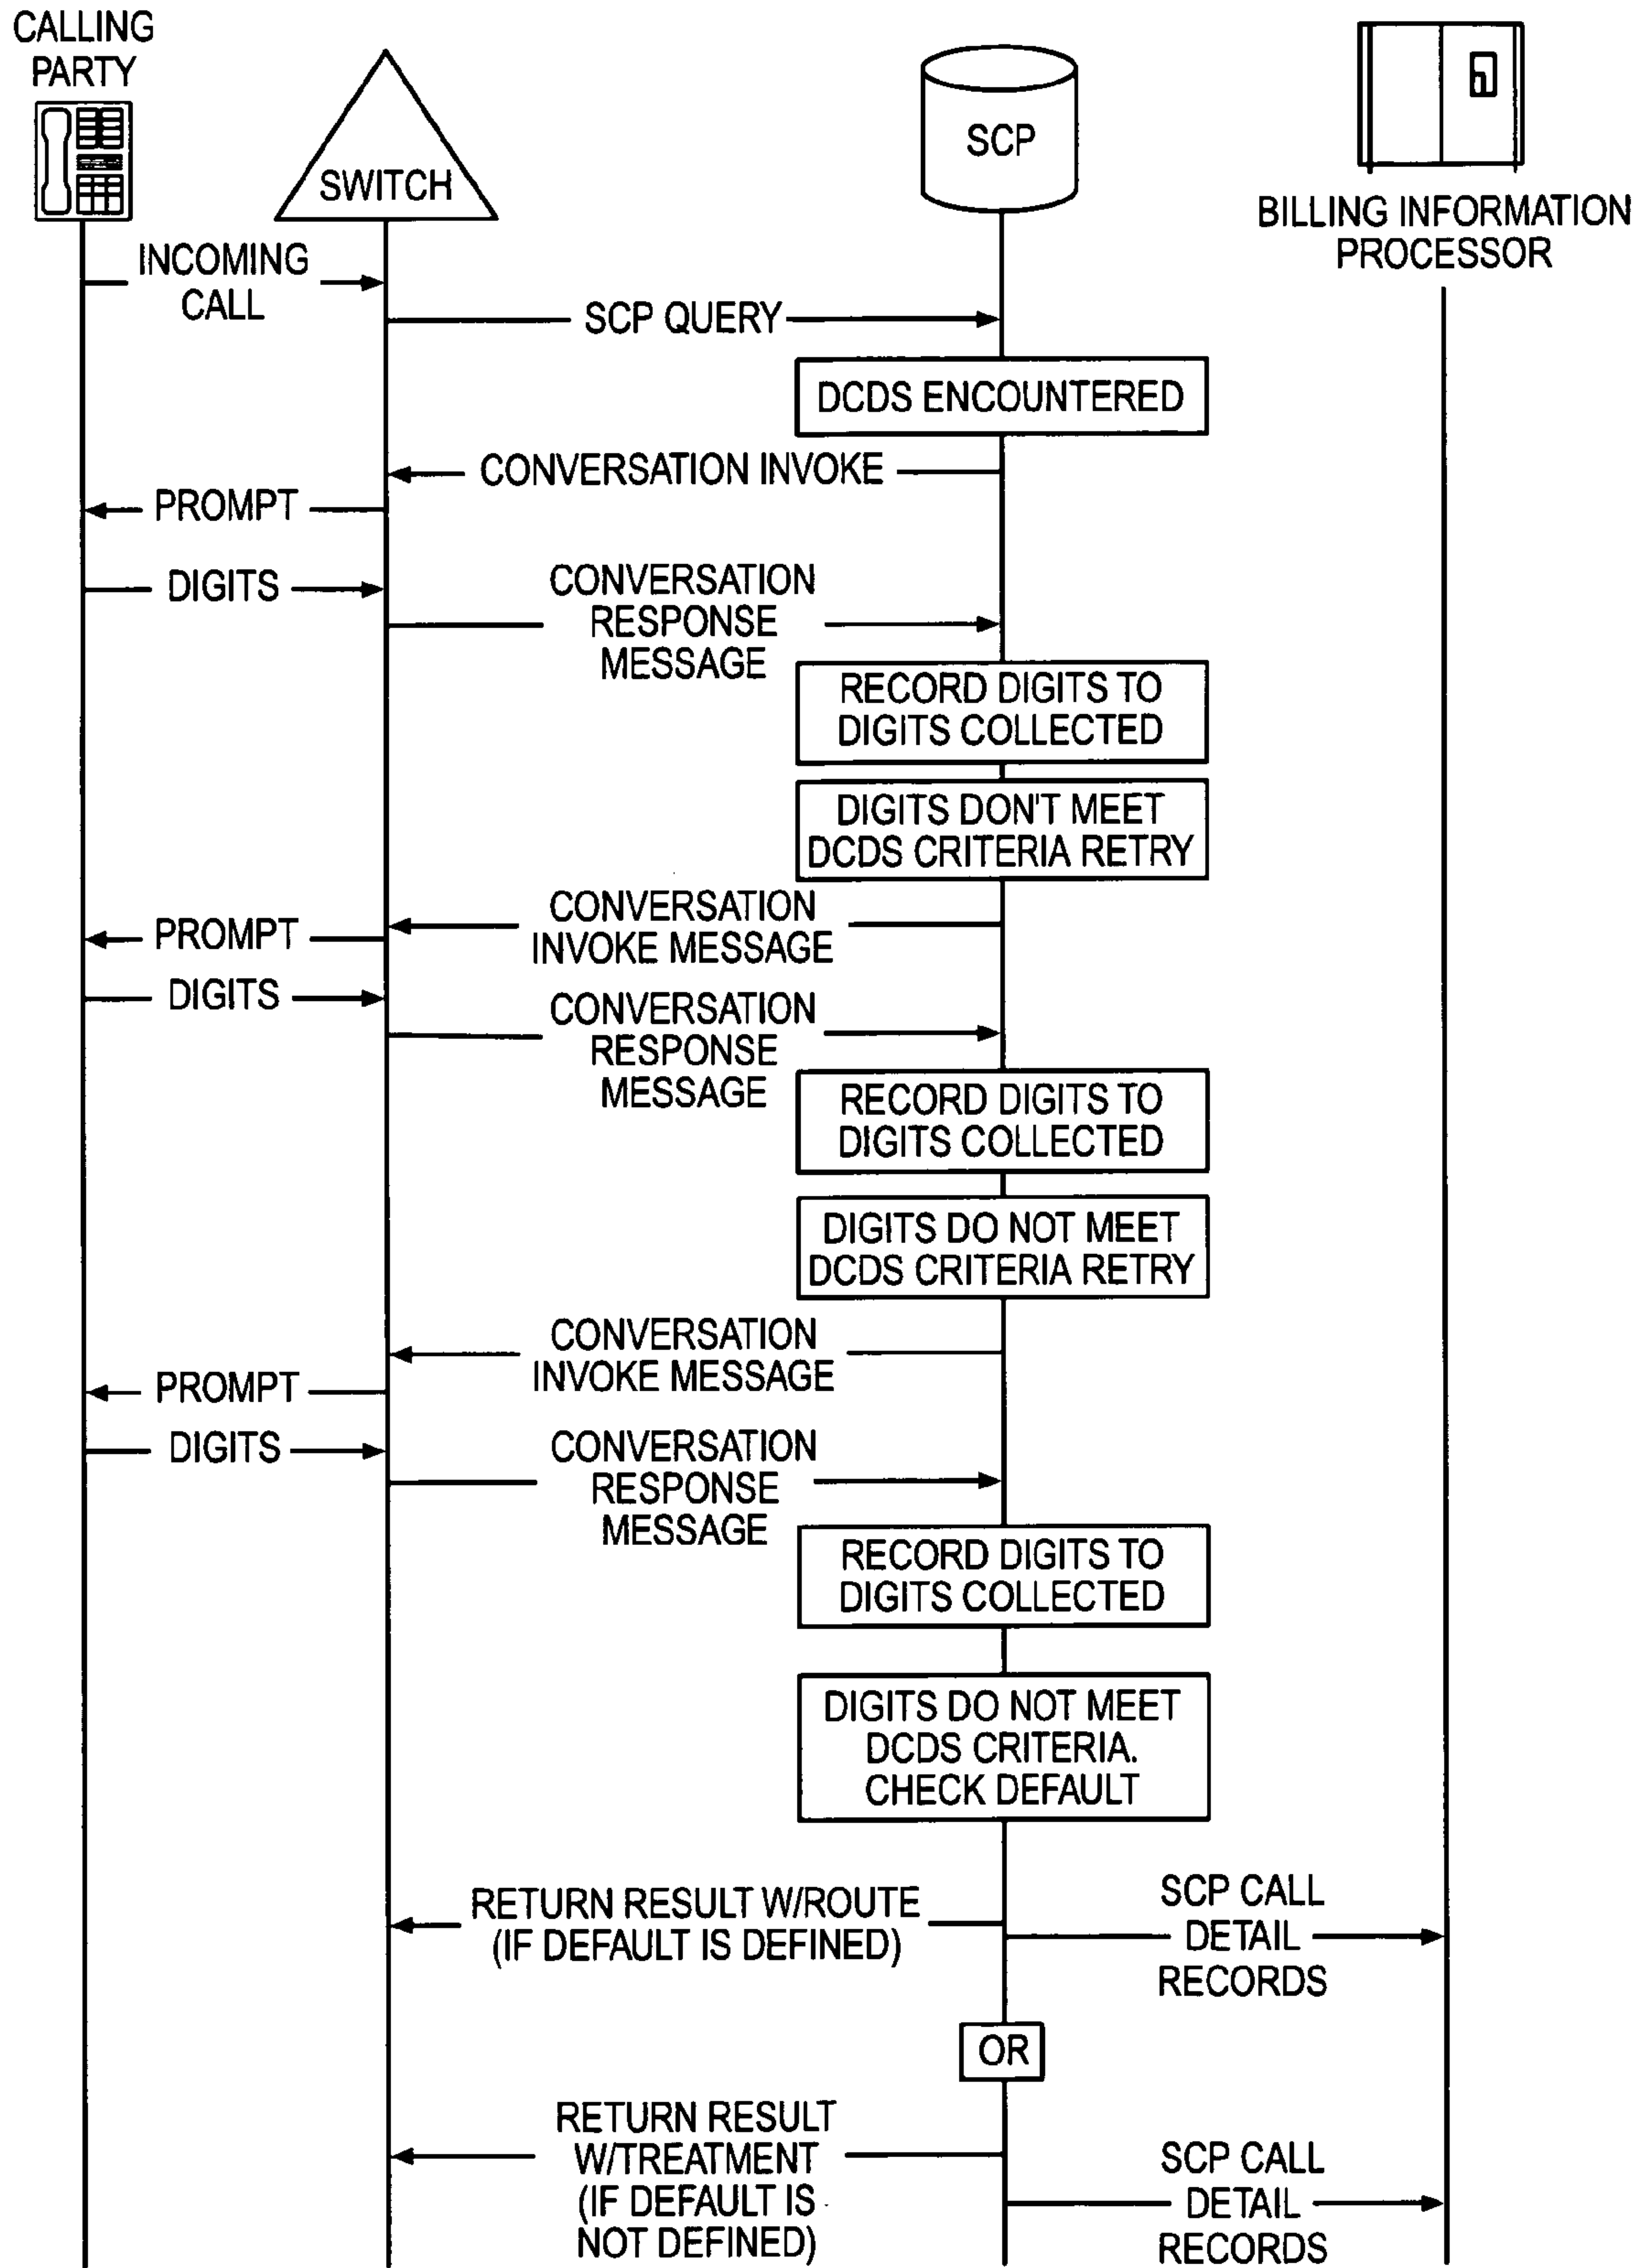 CALLING
PARTY
SWITCH
SCP
BILLING INFORMATION
PROCESSOR
INCOMING
CALL
SCP QUERY
DCDS ENCOUNTERED
CONVERSATION INVOKE
PROMPT
DIGITS
CONVERSATION
RESPONSE
MESSAGE
RECORD DIGITS TO
DIGITS COLLECTED
DIGITS DON'T MEET
DCDS CRITERIA RETRY
CONVERSATION
INVOKE MESSAGE
PROMPT
DIGITS
CONVERSATION
RESPONSE
MESSAGE
RECORD DIGITS TO
DIGITS COLLECTED
DIGITS DO NOT MEET
DCDS CRITERIA RETRY
CONVERSATION
INVOKE MESSAGE
PROMPT
DIGITS
CONVERSATION
RESPONSE
MESSAGE
RECORD DIGITS TO
DIGITS COLLECTED
DIGITS DO NOT MEET
DCDS CRITERIA.
CHECK DEFAULT
RETURN RESULT W/ROUTE
(IF DEFAULT IS DEFINED)
SCP CALL
DETAIL
RECORDS
OR
RETURN RESULT
W/TREATMENT
(IF DEFAULT IS
NOT DEFINED)
SCP CALL
DETAIL
RECORDS